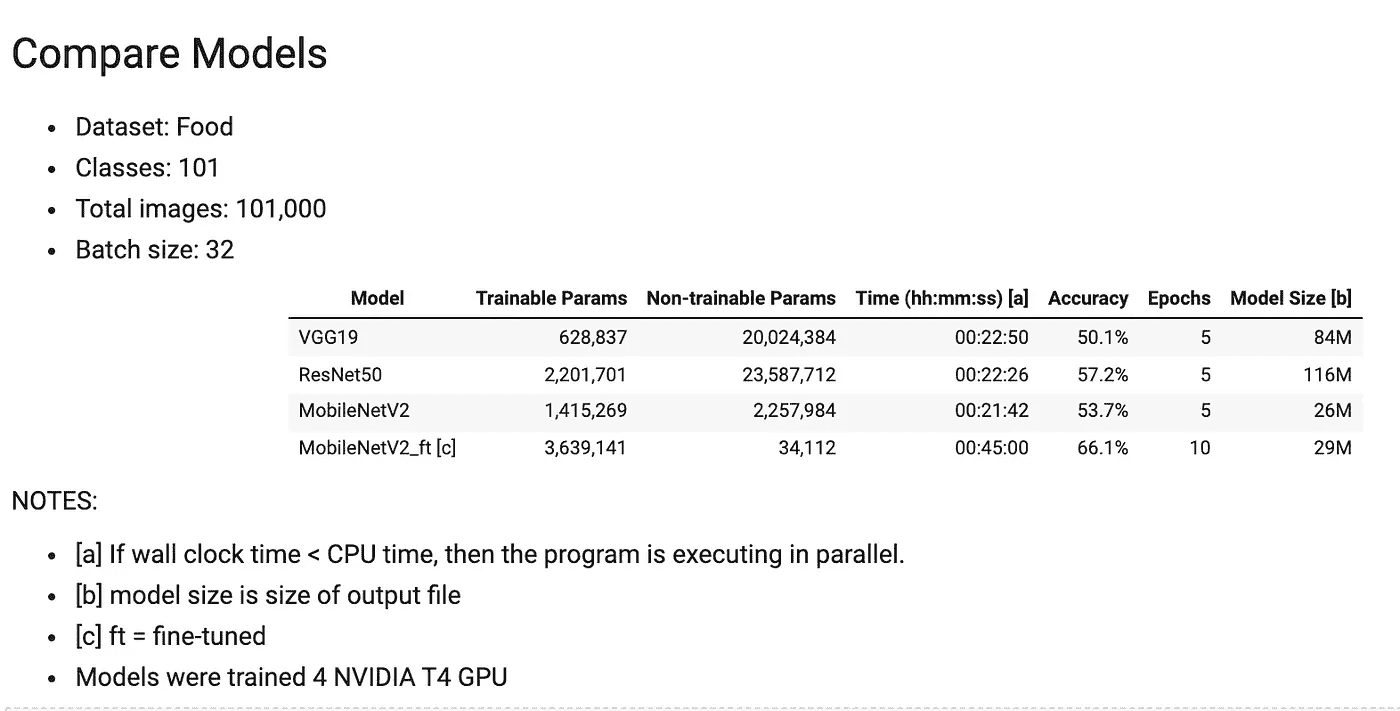 Compare Models
• Dataset: Food
• Classes: 101
• Total images: 101,000
• Batch size: 32
Model Trainable Params Non-trainable Params Time (hh:mm:ss) [a] Accuracy Epochs Model Size [b]
VGG19 628,837 20,024,384 00:22:50 50.1% 5 84M
ResNet50 2,201,701 23,587,712 00:22:26 57.2% 5 116M
MobileNetV2 1,415,269 2,257,984 00:21:42 53.7% 5 26M
MobileNetV2_ft [c] 3,639,141 34,112 00:45:00 66.1% 10 29M
NOTES:
• [a] If wall clock time < CPU time, then the program is executing in parallel.
• [b] model size is size of output file
• [c] ft = fine-tuned
• Models were trained 4 NVIDIA T4 GPU